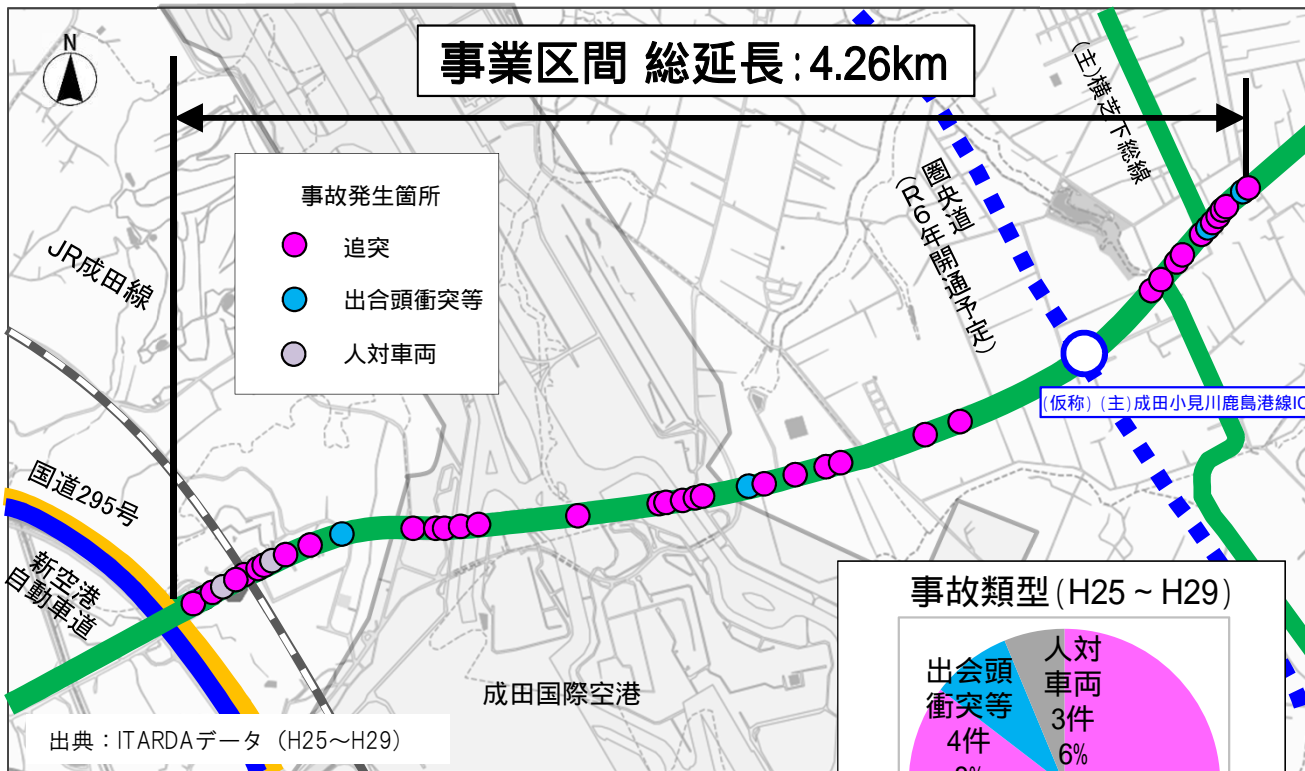 N
事業区間 総延長:4.26km
(主)横芝下総線
圏央道
(R6年開通予定)
事故発生箇所
追突
出合頭衝突等
人対車両
JR成田線
(仮称)(主)成田小見川鹿島港線IC
国道295号
新空港
自動車道
成田国際空港
出典：ITARDAデータ（H25～H29）
事故類型(H25～H29)
出会頭
衝突等
4件
人対
車両
3件
6%